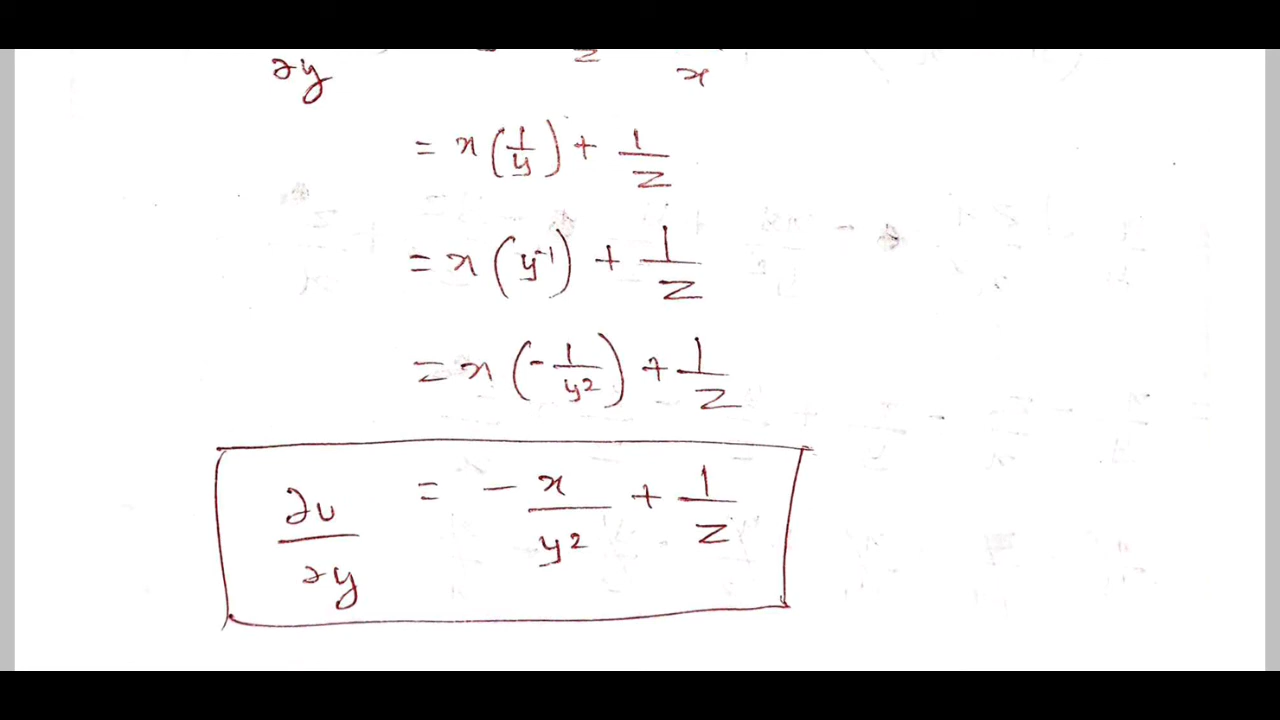 ∂y z x
= x(1/y) + 1/z
= x(y⁻¹) + 1/z
= x(-1/y²) + 1/z
∂u/∂y = -x/y² + 1/z